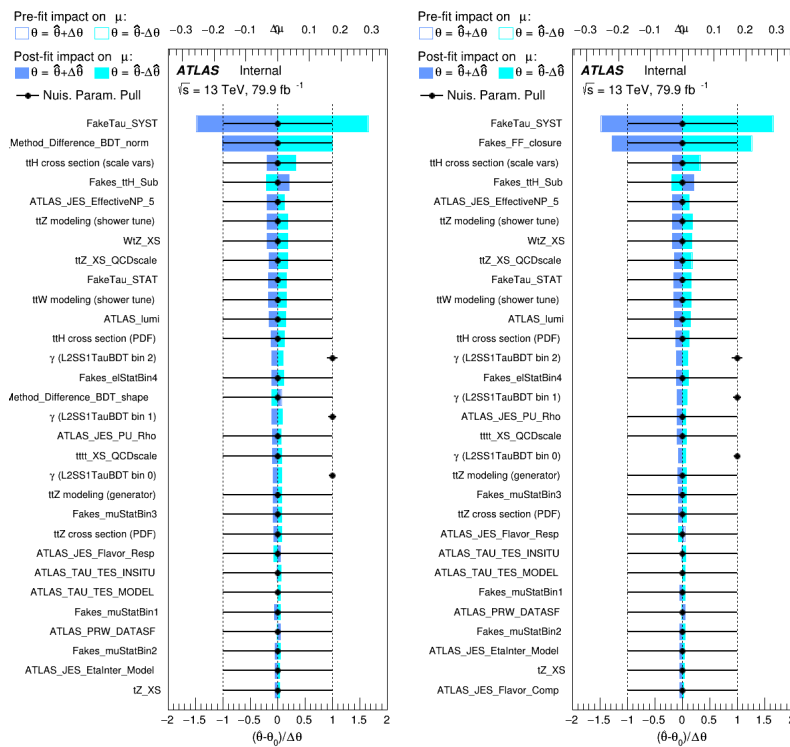 Pre-fit impact on μ:
θ = θ̂+Δθ θ = θ̂-Δθ
Post-fit impact on μ:
θ = θ̂+Δθ̂ θ = θ̂-Δθ̂
Nuis. Param. Pull
−0.3 −0.2 −0.1 0 0.1 0.2 0.3
Δμ
ATLAS Internal
√s = 13 TeV, 79.9 fb -1
FakeTau_SYST
_Method_Difference_BDT_norm
ttH cross section (scale vars)
Fakes_ttH_Sub
ATLAS_JES_EffectiveNP_5
ttZ modeling (shower tune)
WtZ_XS
ttZ_XS_QCDscale
FakeTau_STAT
ttW modeling (shower tune)
ATLAS_lumi
ttH cross section (PDF)
γ (L2SS1TauBDT bin 2)
Fakes_elStatBin4
Method_Difference_BDT_shape
γ (L2SS1TauBDT bin 1)
ATLAS_JES_PU_Rho
tttt_XS_QCDscale
γ (L2SS1TauBDT bin 0)
ttZ modeling (generator)
Fakes_muStatBin3
ttZ cross section (PDF)
ATLAS_JES_Flavor_Resp
ATLAS_TAU_TES_INSITU
ATLAS_TAU_TES_MODEL
Fakes_muStatBin1
ATLAS_PRW_DATASF
Fakes_muStatBin2
ATLAS_JES_EtaInter_Model
tZ_XS
−2 −1.5 −1 −0.5 0 0.5 1 1.5 2
(θ̂-θ0)/Δθ
Pre-fit impact on μ:
θ = θ̂+Δθ θ = θ̂-Δθ
Post-fit impact on μ:
θ = θ̂+Δθ̂ θ = θ̂-Δθ̂
Nuis. Param. Pull
−0.3 −0.2 −0.1 0 0.1 0.2 0.3
Δμ
ATLAS Internal
√s = 13 TeV, 79.9 fb -1
FakeTau_SYST
Fakes_FF_closure
ttH cross section (scale vars)
Fakes_ttH_Sub
ATLAS_JES_EffectiveNP_5
ttZ modeling (shower tune)
WtZ_XS
ttZ_XS_QCDscale
FakeTau_STAT
ttW modeling (shower tune)
ATLAS_lumi
ttH cross section (PDF)
γ (L2SS1TauBDT bin 2)
Fakes_elStatBin4
γ (L2SS1TauBDT bin 1)
ATLAS_JES_PU_Rho
tttt_XS_QCDscale
γ (L2SS1TauBDT bin 0)
ttZ modeling (generator)
Fakes_muStatBin3
ttZ cross section (PDF)
ATLAS_JES_Flavor_Resp
ATLAS_TAU_TES_INSITU
ATLAS_TAU_TES_MODEL
Fakes_muStatBin1
ATLAS_PRW_DATASF
Fakes_muStatBin2
ATLAS_JES_EtaInter_Model
tZ_XS
ATLAS_JES_Flavor_Comp
−2 −1.5 −1 −0.5 0 0.5 1 1.5 2
(θ̂-θ0)/Δθ